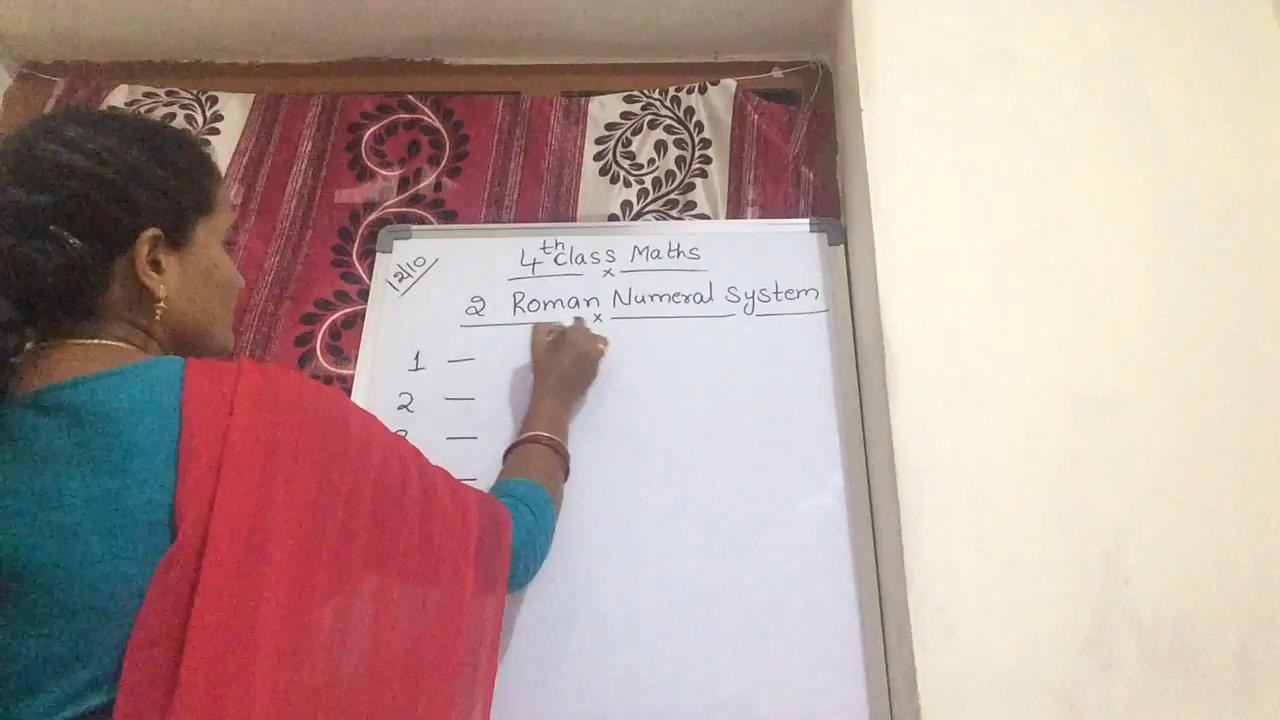 12/10
4th Class Maths
2. Roman Numeral System
1 —
2 —
—
—